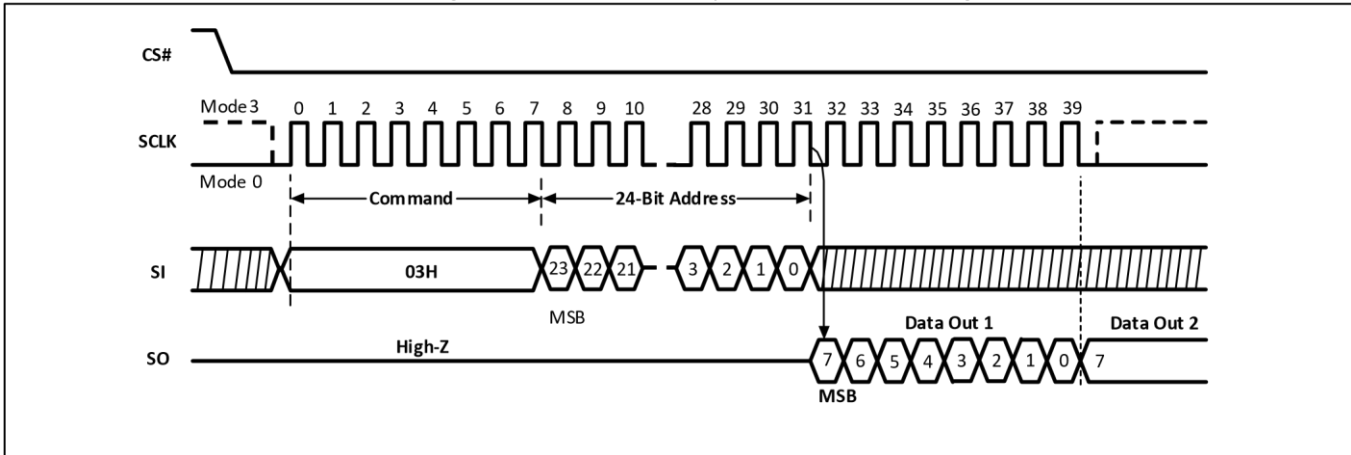 CS#
Mode 3
0 1 2 3 4 5 6 7 8 9 10 28 29 30 31 32 33 34 35 36 37 38 39
SCLK
Mode 0
Command 24-Bit Address
SI 03H 23 22 21 3 2 1 0
MSB
High-Z Data Out 1 Data Out 2
SO 7 6 5 4 3 2 1 0 7
MSB